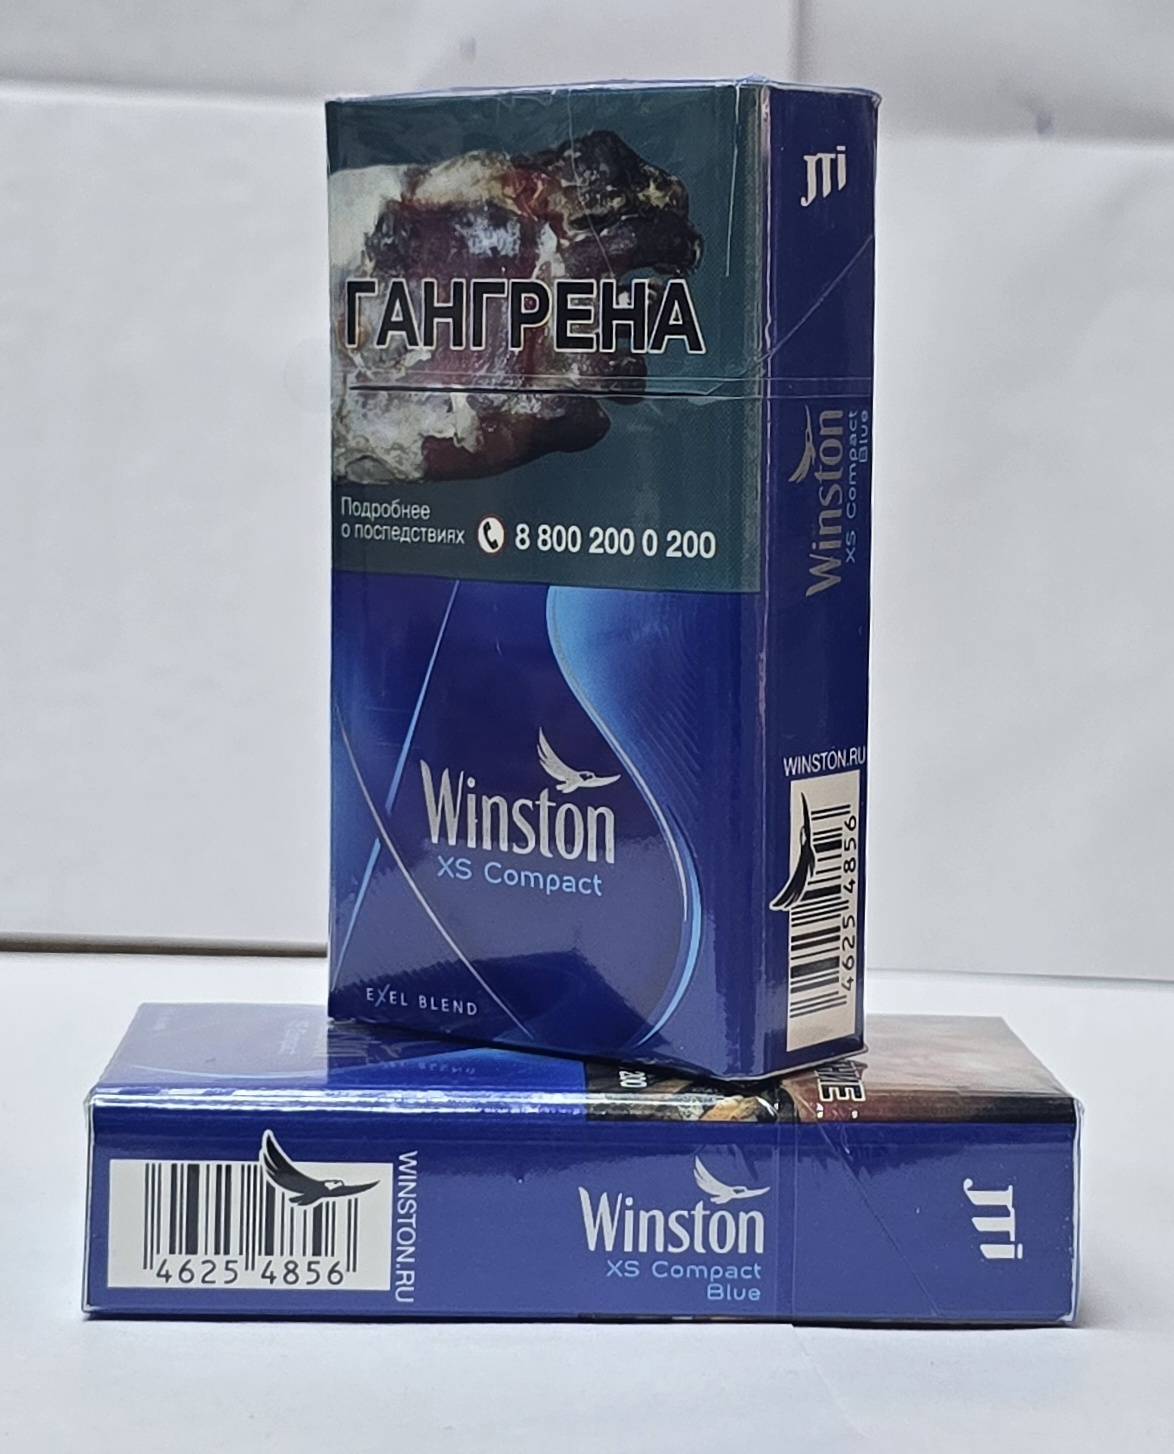 ГАНГРЕНА
Подробнее
о последствиях
8 800 200 0 200
Winston
XS Compact
EXEL BLEND
JTi
Winston
XS Compact
Blue
WINSTON.RU
4625 4856
4625 4856
WINSTON.RU
Winston
XS Compact
Blue
JTi